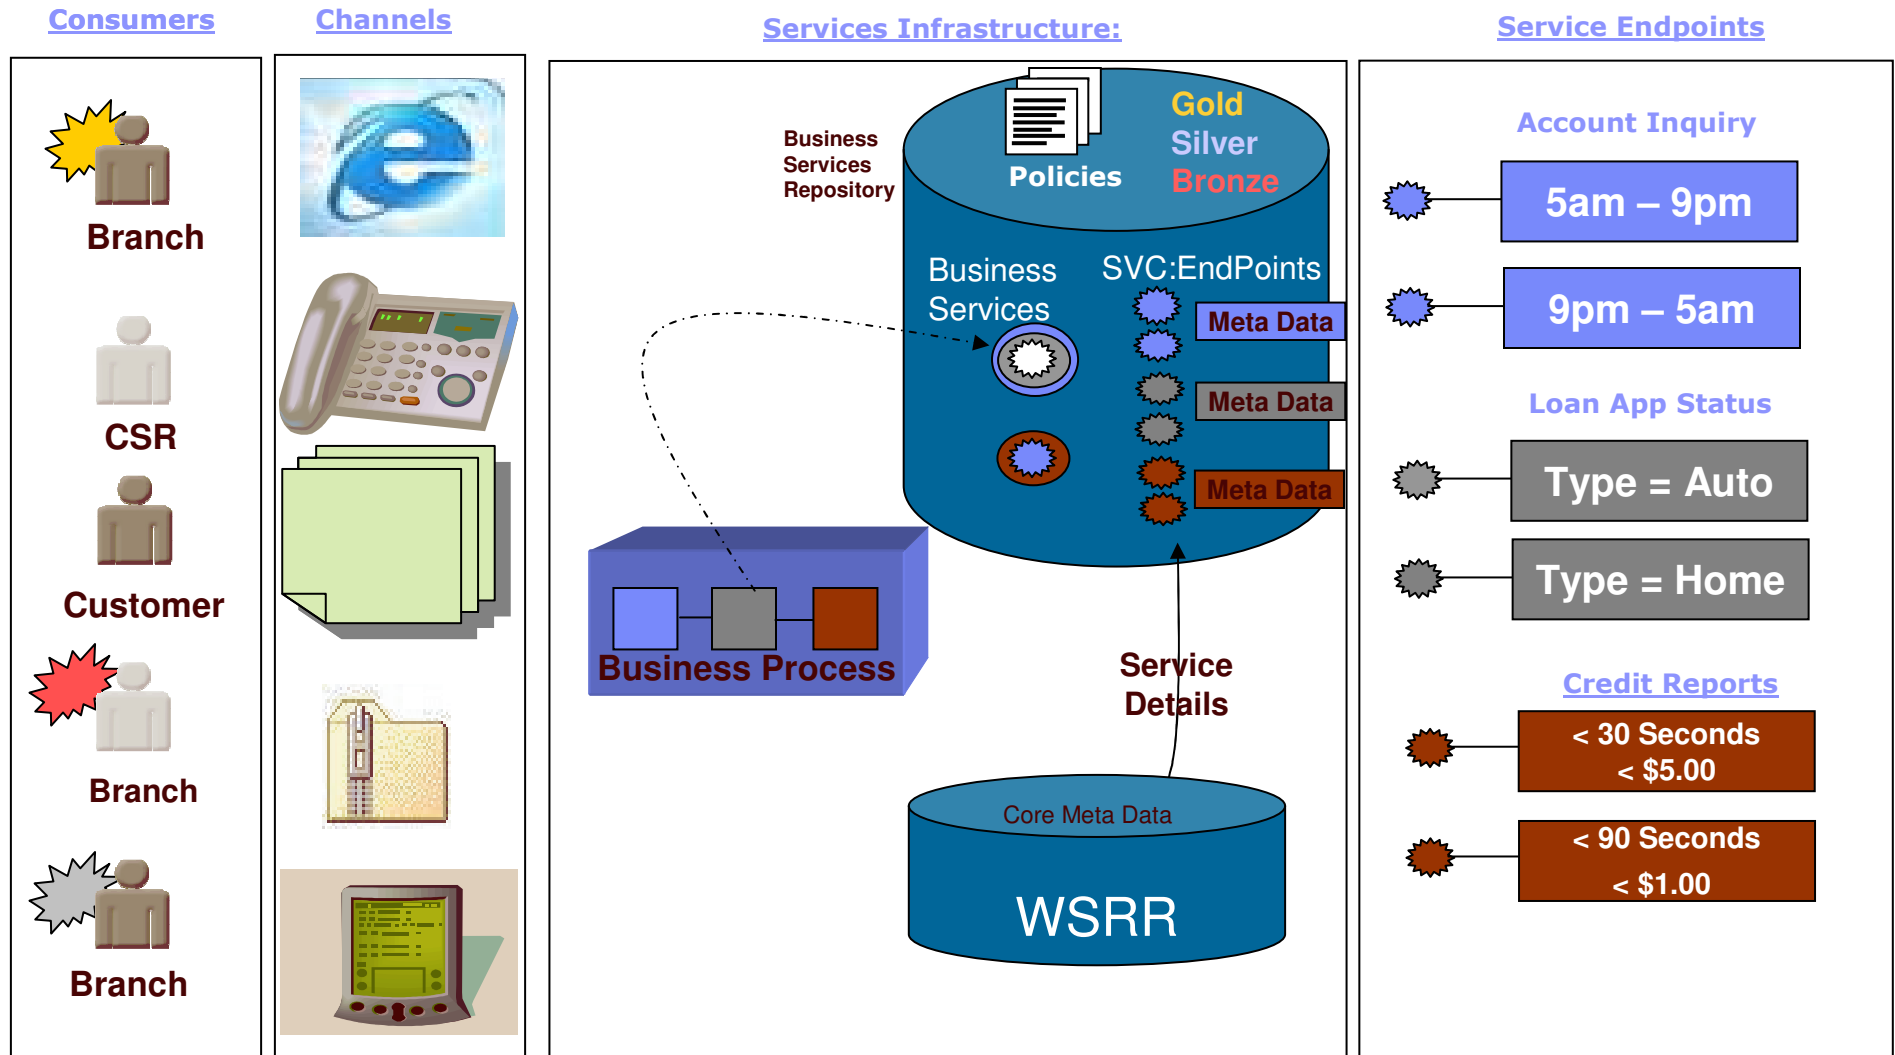 Consumers
Channels
Services Infrastructure:
Service Endpoints
Branch
CSR
Customer
Branch
Branch
Business
Services
Repository
Policies
Gold
Silver
Bronze
Business
Services
SVC:EndPoints
Meta Data
Meta Data
Meta Data
Business Process
Service
Details
Core Meta Data
WSRR
Account Inquiry
5am – 9pm
9pm – 5am
Loan App Status
Type = Auto
Type = Home
Credit Reports
< 30 Seconds
< $5.00
< 90 Seconds
< $1.00